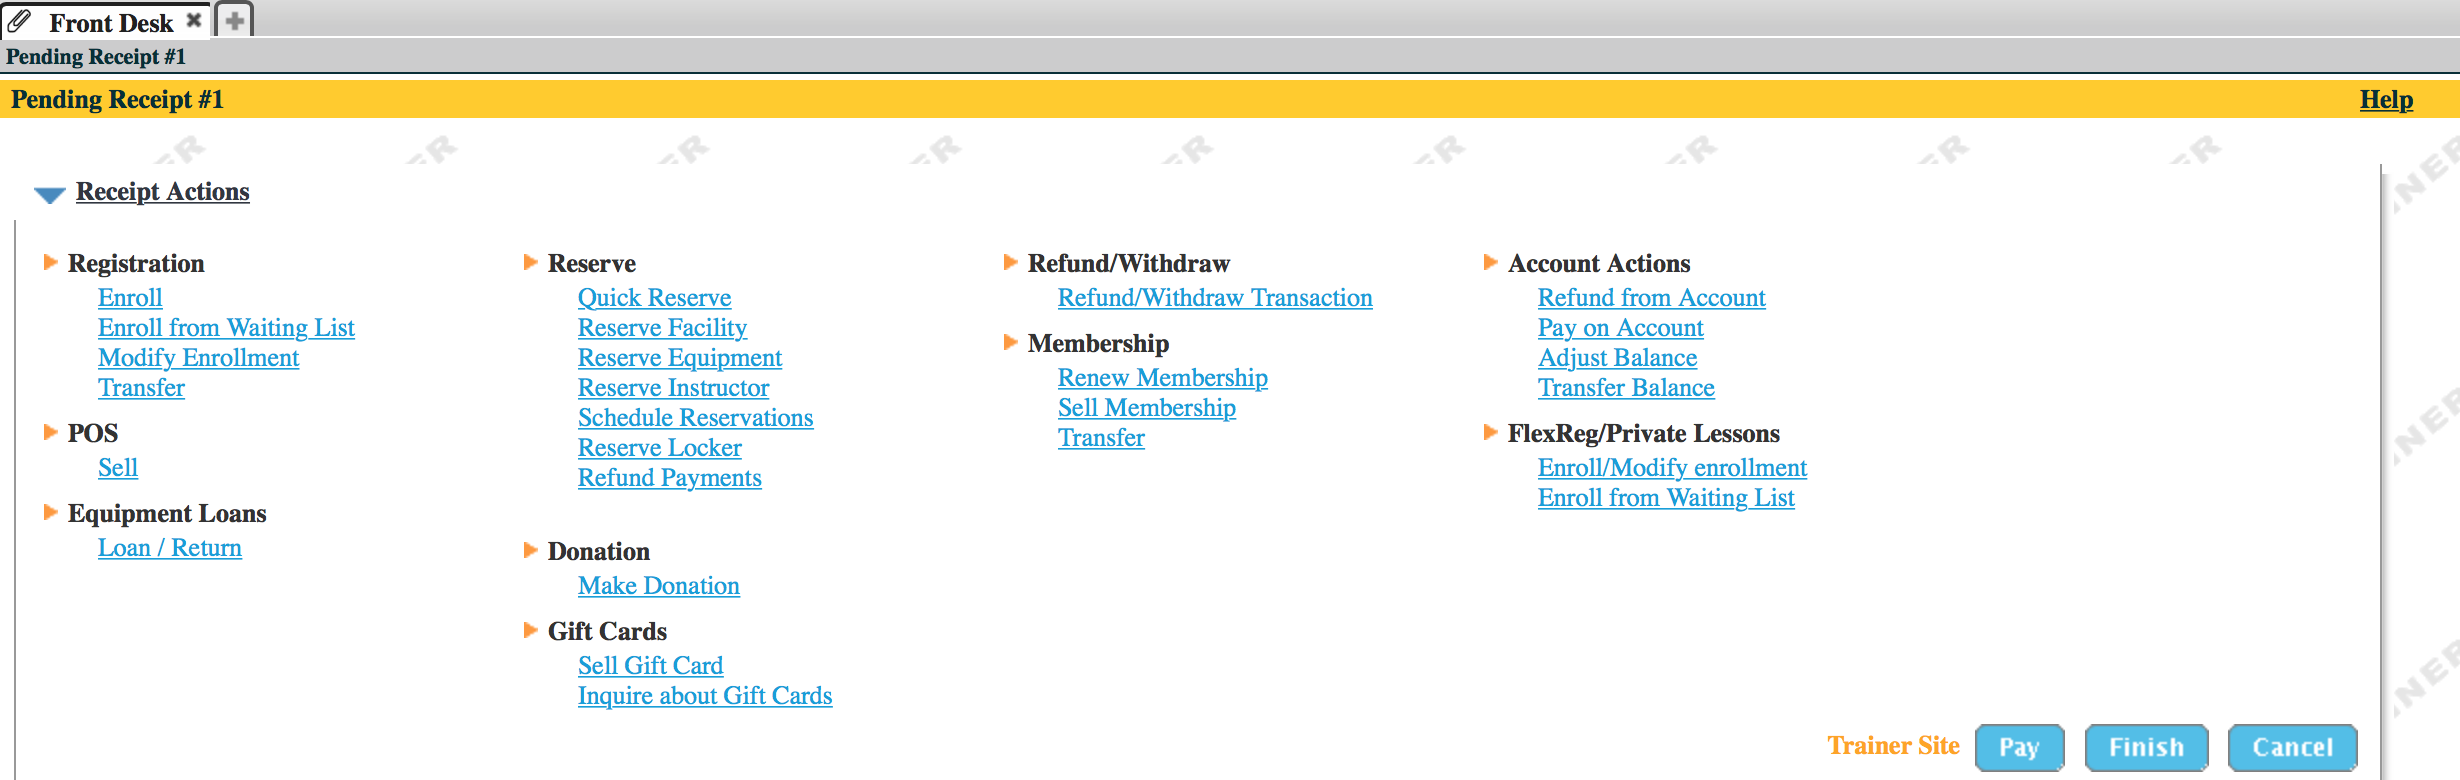 Front Desk
Pending Receipt #1
Pending Receipt #1
Help
Receipt Actions
Registration
Enroll
Enroll from Waiting List
Modify Enrollment
Transfer
POS
Sell
Equipment Loans
Loan / Return
Reserve
Quick Reserve
Reserve Facility
Reserve Equipment
Reserve Instructor
Schedule Reservations
Reserve Locker
Refund Payments
Donation
Make Donation
Gift Cards
Sell Gift Card
Inquire about Gift Cards
Refund/Withdraw
Refund/Withdraw Transaction
Membership
Renew Membership
Sell Membership
Transfer
Account Actions
Refund from Account
Pay on Account
Adjust Balance
Transfer Balance
FlexReg/Private Lessons
Enroll/Modify enrollment
Enroll from Waiting List
Trainer Site
Pay
Finish
Cancel